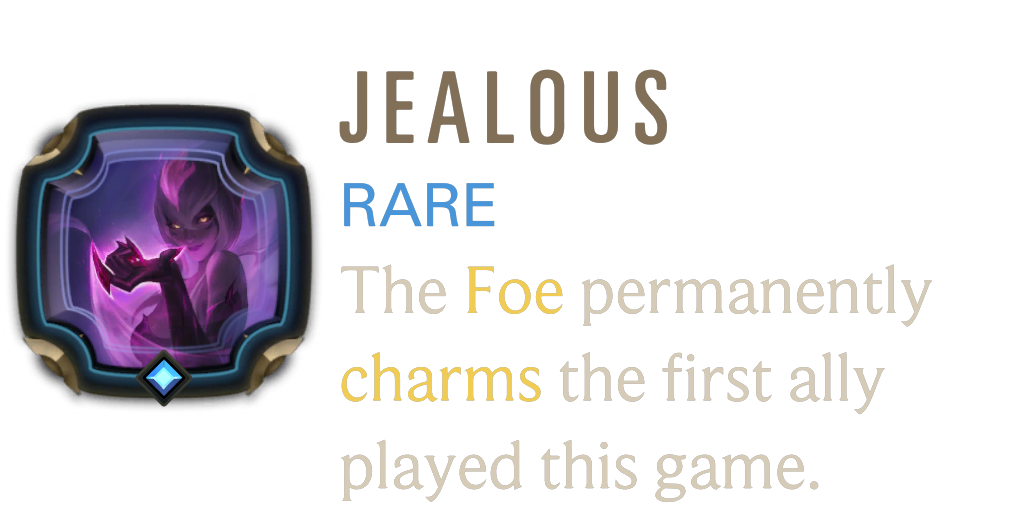 JEALOUS
RARE
The Foe permanently
charms the first ally
played this game.